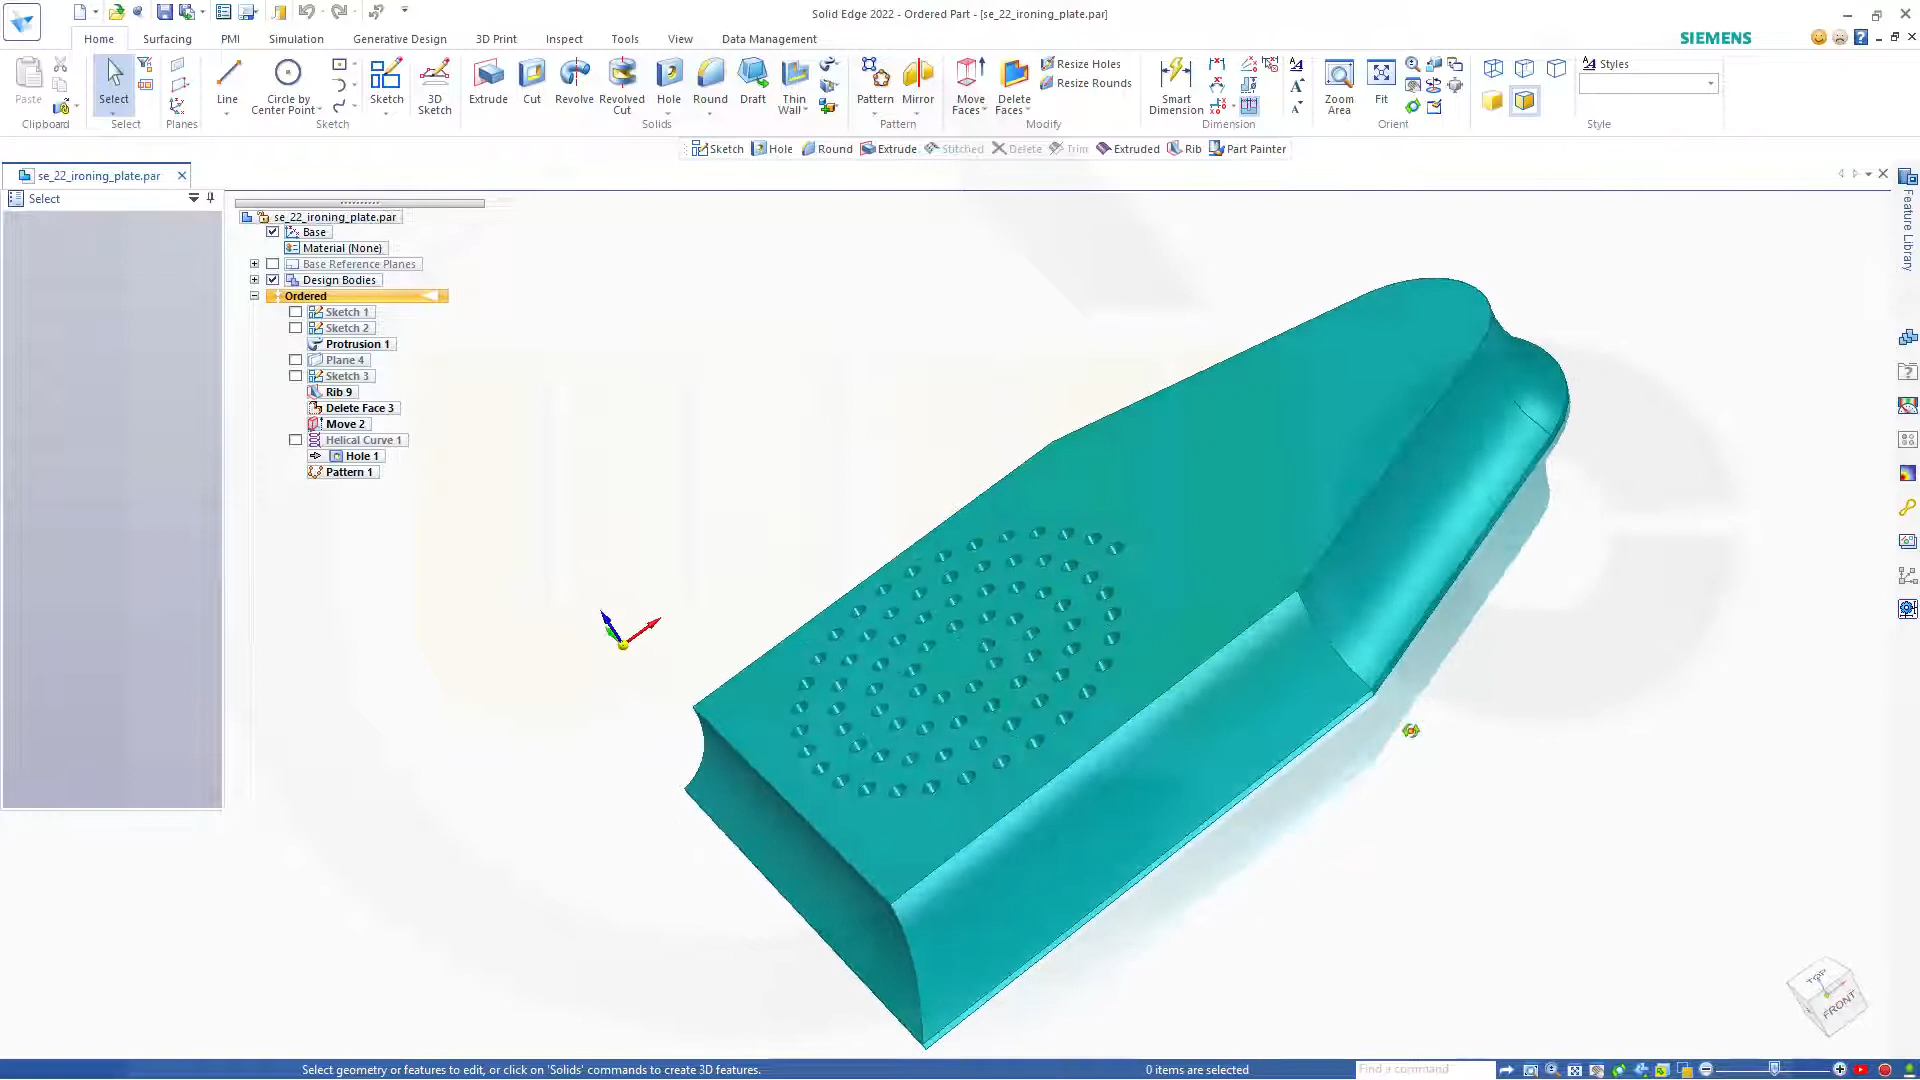 Solid Edge 2022 - Ordered Part - [se_22_ironing_plate.par]
Home Surfacing PMI Simulation Generative Design 3D Print Inspect Tools View Data Management
SIEMENS
Paste
Clipboard
Select
Select
Planes
Line
Circle by Center Point
Sketch
Sketch
3D Sketch
Extrude
Cut
Revolve
Revolved Cut
Hole
Round
Draft
Thin Wall
Solids
Pattern
Mirror
Pattern
Move Faces
Delete Faces
Resize Holes
Resize Rounds
Modify
Smart Dimension
Dimension
Zoom Area
Fit
Orient
Styles
Style
Sketch Hole Round Extrude Stitched Delete Trim Extruded Rib Part Painter
se_22_ironing_plate.par
Select
se_22_ironing_plate.par
Base
Material (None)
Base Reference Planes
Design Bodies
Ordered
Sketch 1
Sketch 2
Protrusion 1
Plane 4
Sketch 3
Rib 9
Delete Face 3
Move 2
Helical Curve 1
Hole 1
Pattern 1
Feature Library
TOP
FRONT
Select geometry or features to edit, or click on 'Solids' commands to create 3D features.
0 items are selected
Find a command